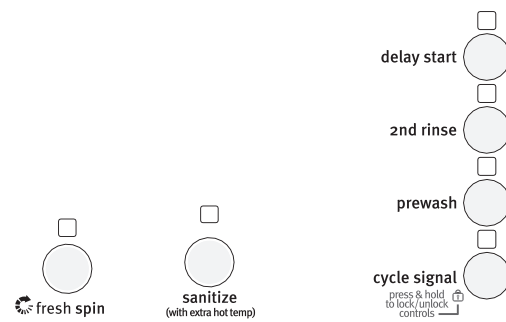 delay start
2nd rinse
prewash
cycle signal
press & hold
to lock/unlock
controls
fresh spin
sanitize
(with extra hot temp)